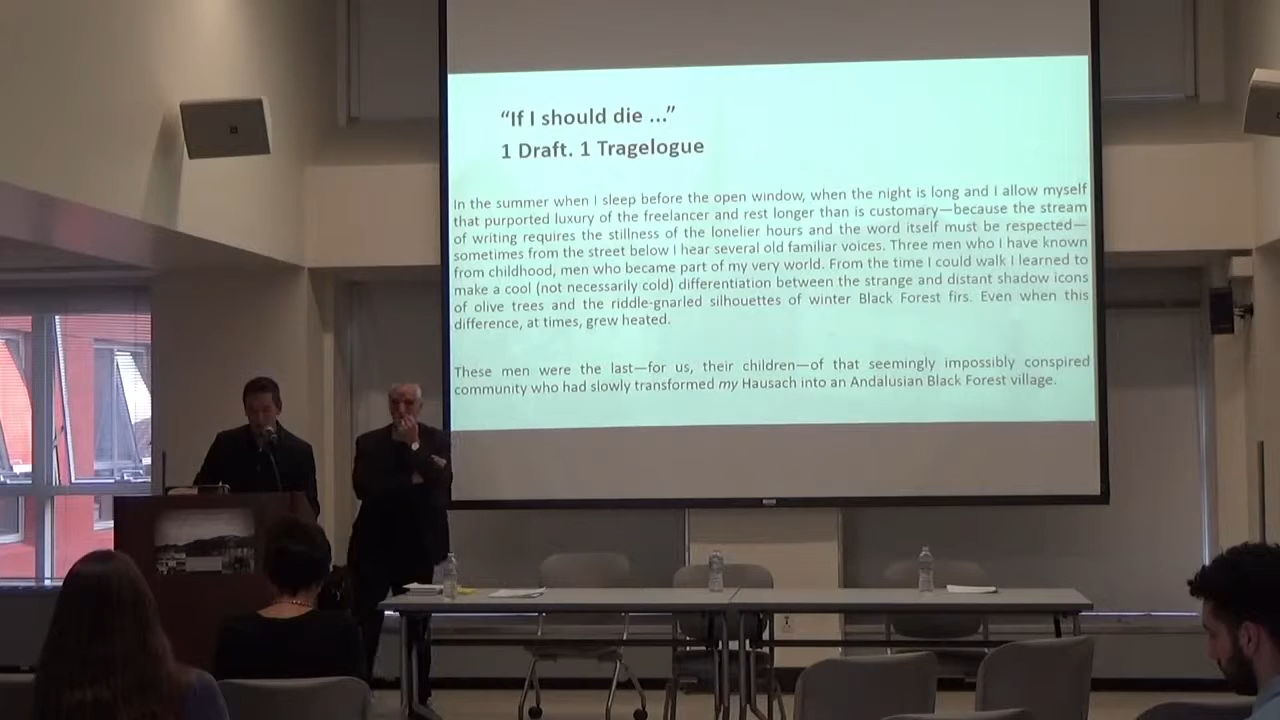 “If I should die ...”
1 Draft. 1 Tragelogue
In the summer when I sleep before the open window, when the night is long and I allow myself
that purported luxury of the freelancer and rest longer than is customary—because the stream
of writing requires the stillness of the lonelier hours and the word itself must be respected—
sometimes from the street below I hear several old familiar voices. Three men who I have known
from childhood, men who became part of my very world. From the time I could walk I learned to
make a cool (not necessarily cold) differentiation between the strange and distant shadow icons
of olive trees and the riddle-gnarled silhouettes of winter Black Forest firs. Even when this
difference, at times, grew heated.
These men were the last—for us, their children—of that seemingly impossibly conspired
community who had slowly transformed my Hausach into an Andalusian Black Forest village.